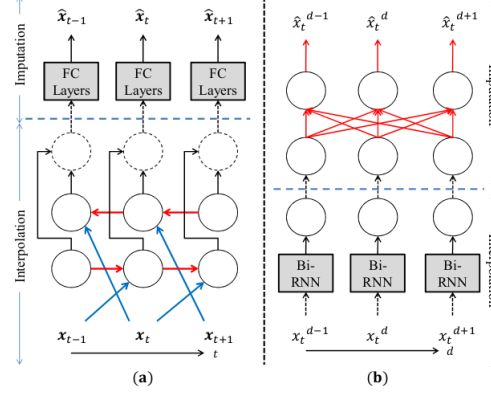 Imputation
x̂t−1 x̂t x̂t+1
FC Layers
FC Layers
FC Layers
Interpolation
xt−1 xt xt+1
t
(a)
x̂t^d−1 x̂t^d x̂t^d+1
Bi-RNN
Bi-RNN
Bi-RNN
xt^d−1 xt^d xt^d+1
d
(b)